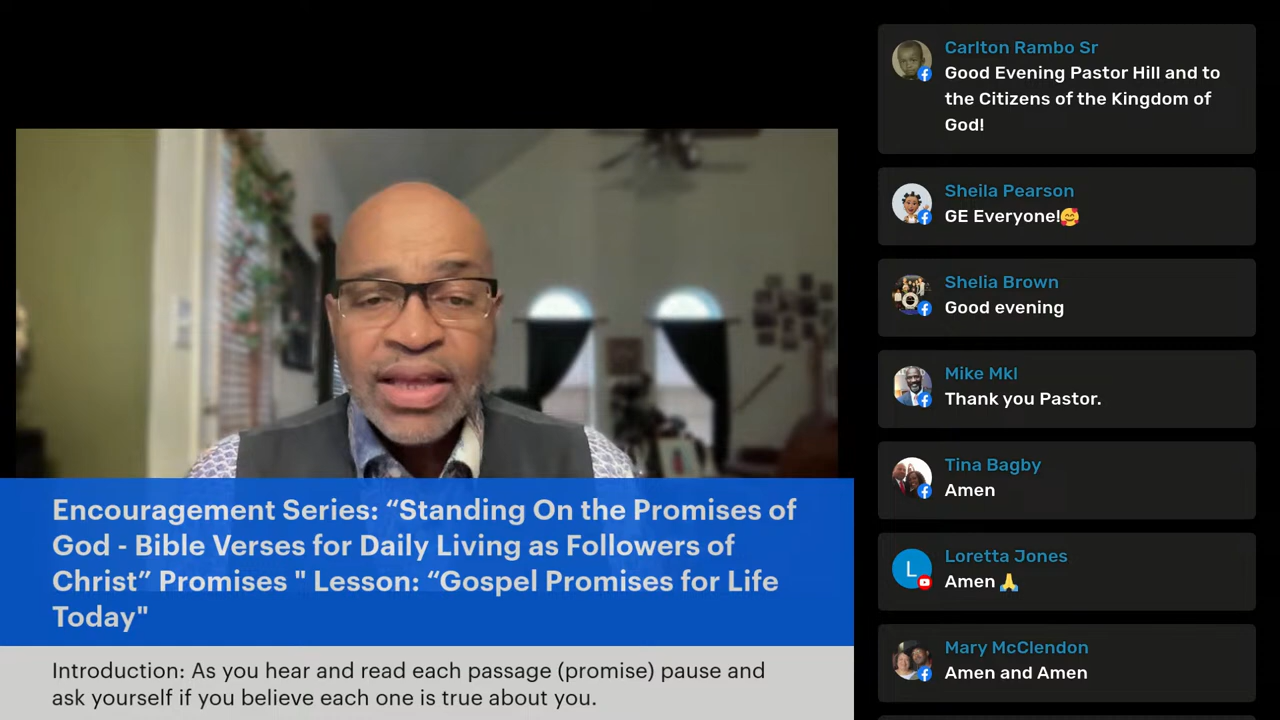 Encouragement Series: “Standing On the Promises of
God - Bible Verses for Daily Living as Followers of
Christ” Promises " Lesson: “Gospel Promises for Life
Today"
Introduction: As you hear and read each passage (promise) pause and
ask yourself if you believe each one is true about you.
Carlton Rambo Sr
Good Evening Pastor Hill and to
the Citizens of the Kingdom of
God!
Sheila Pearson
GE Everyone!🥰
Shelia Brown
Good evening
Mike Mkl
Thank you Pastor.
Tina Bagby
Amen
L
Loretta Jones
Amen 🙏
Mary McClendon
Amen and Amen